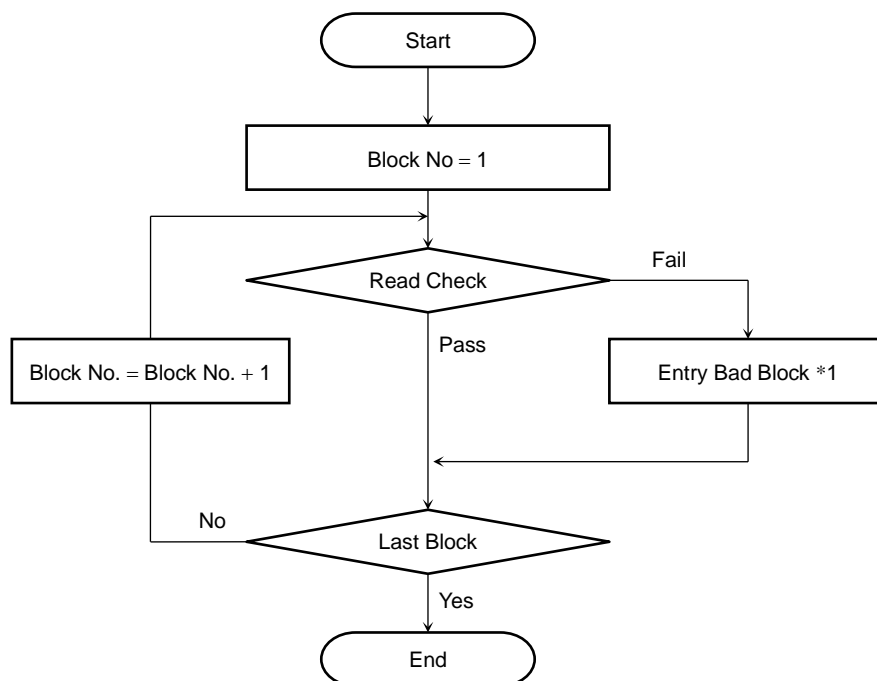 Start
Block No = 1
Read Check
Fail
Pass
Block No. = Block No. + 1
Entry Bad Block *1
No
Last Block
Yes
End